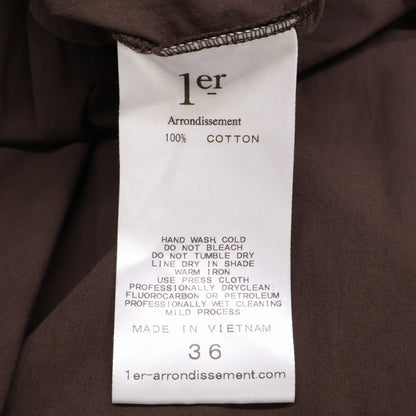 1er
Arrondissement
100% COTTON
HAND WASH COLD
DO NOT BLEACH
DO NOT TUMBLE DRY
LINE DRY IN SHADE
WARM IRON
USE PRESS CLOTH
PROFESSIONALLY DRYCLEAN:
FLUOROCARBON OR PETROLEUM
PROFESSIONALLY WET CLEANING
MILD PROCESS
MADE IN VIETNAM
36
1er-arrondissement.com